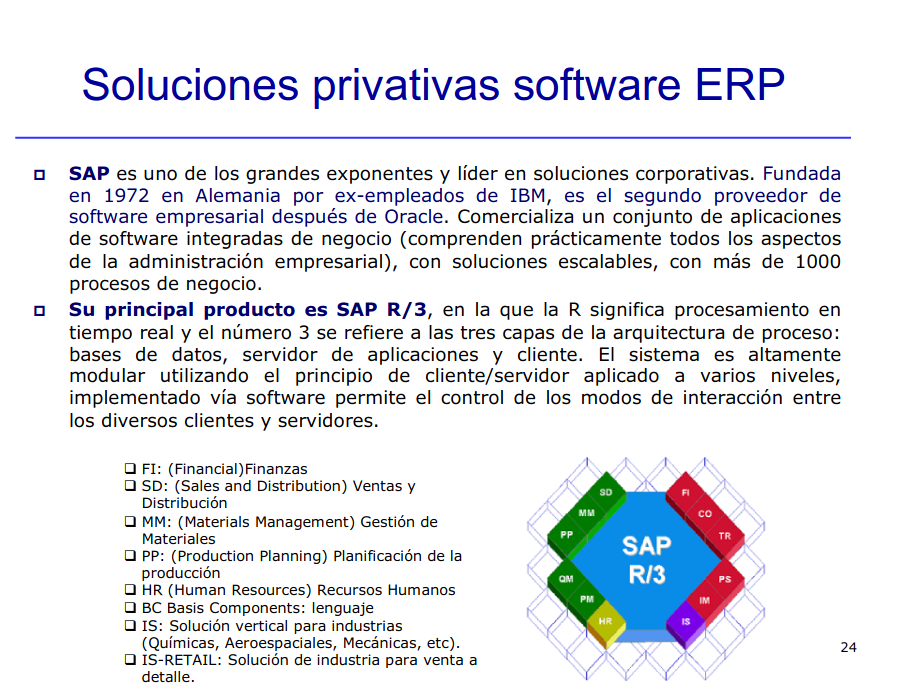 Soluciones privativas software ERP
SAP es uno de los grandes exponentes y líder en soluciones corporativas. Fundada
en 1972 en Alemania por ex-empleados de IBM, es el segundo proveedor de
software empresarial después de Oracle. Comercializa un conjunto de aplicaciones
de software integradas de negocio (comprenden prácticamente todos los aspectos
de la administración empresarial), con soluciones escalables, con más de 1000
procesos de negocio.
Su principal producto es SAP R/3, en la que la R significa procesamiento en
tiempo real y el número 3 se refiere a las tres capas de la arquitectura de proceso:
bases de datos, servidor de aplicaciones y cliente. El sistema es altamente
modular utilizando el principio de cliente/servidor aplicado a varios niveles,
implementado vía software permite el control de los modos de interacción entre
los diversos clientes y servidores.
FI: (Financial)Finanzas
SD: (Sales and Distribution) Ventas y
Distribución
MM: (Materials Management) Gestión de
Materiales
PP: (Production Planning) Planificación de la
producción
HR (Human Resources) Recursos Humanos
BC Basis Components: lenguaje
IS: Solución vertical para industrias
(Químicas, Aeroespaciales, Mecánicas, etc).
IS-RETAIL: Solución de industria para venta a
detalle.
SD
MM
PP
QM
PM
HR
SAP
R/3
FI
CO
TR
PS
IM
IS
24